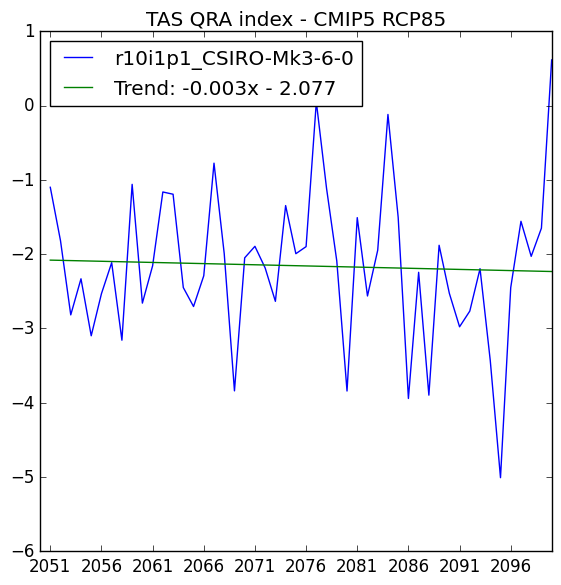 TAS QRA index - CMIP5 RCP85
r10i1p1_CSIRO-Mk3-6-0
Trend: -0.003x - 2.077
1
0
−1
−2
−3
−4
−5
−6
2051 2056 2061 2066 2071 2076 2081 2086 2091 2096